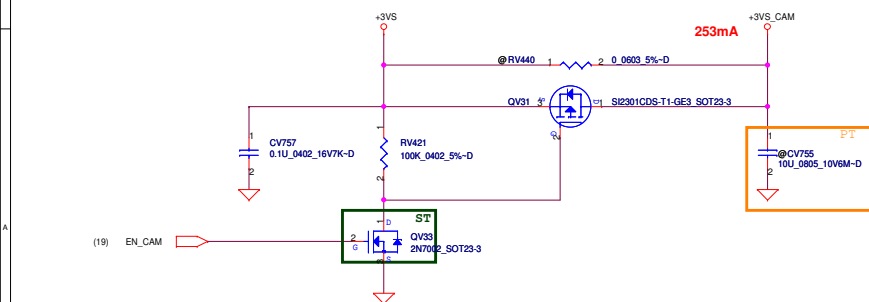 +3VS
+3VS_CAM
253mA
@RV440 1 2 0_0603_5%~D
QV31 3 S D 1 SI2301CDS-T1-GE3_SOT23-3
G
2
1
CV757
0.1U_0402_16V7K~D
2
1
RV421
100K_0402_5%~D
2
PT
1
@CV755
10U_0805_10V6M~D
2
ST
1 D
A
(19) EN_CAM
2
G
QV33
2N7002_SOT23-3
3 S